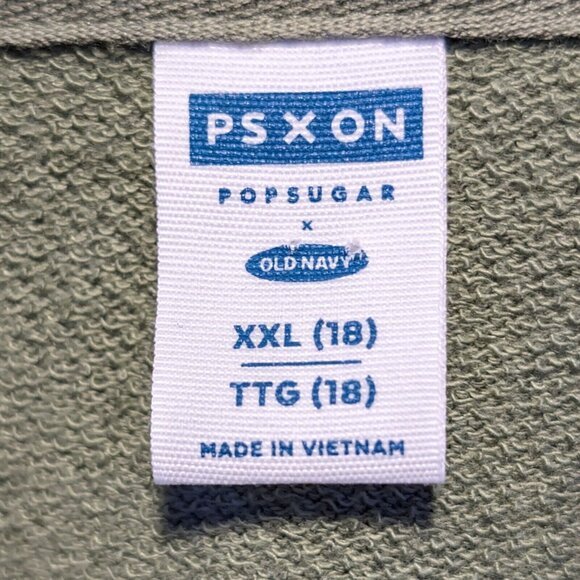 PS X ON
POPSUGAR
x
OLD NAVY
XXL (18)
TTG (18)
MADE IN VIETNAM